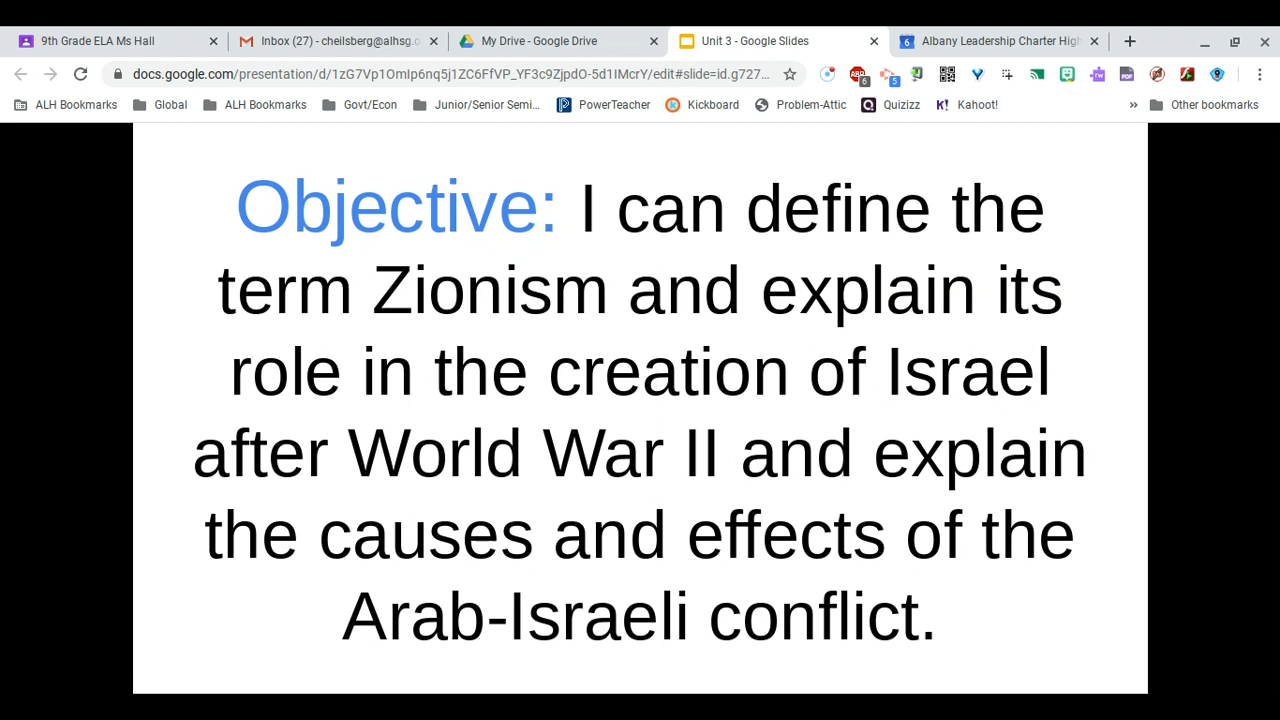 9th Grade ELA Ms Hall
Inbox (27) - cheilsberg@alhsg.o
My Drive - Google Drive
Unit 3 - Google Slides
Albany Leadership Charter High
docs.google.com/presentation/d/1zG7Vp1OnIp6Oq5j1ZC6FfVP_YF3c9ZjpdO-5d1IMcrY/edit#slide=id.g727...
ALH Bookmarks
Global
ALH Bookmarks
Govt/Econ
Junior/Senior Semi...
PowerTeacher
Kickboard
Problem-Attic
Quizizz
K! Kahoot!
»
Other bookmarks
Objective: I can define the
term Zionism and explain its
role in the creation of Israel
after World War II and explain
the causes and effects of the
Arab-Israeli conflict.